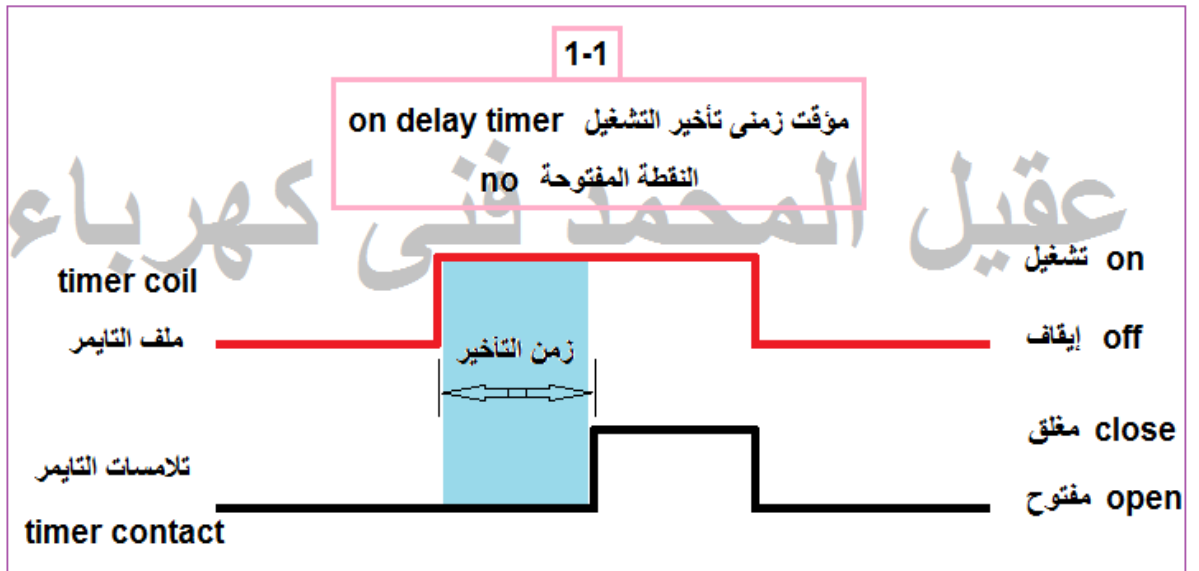 1-1
مؤقت زمنى تأخير التشغيل on delay timer
النقطة المفتوحة no
عقيل المحمد فنى كهرباء
timer coil
ملف التايمر
تشغيل on
إيقاف off
زمن التأخير
تلامسات التايمر
timer contact
مغلق close
مفتوح open